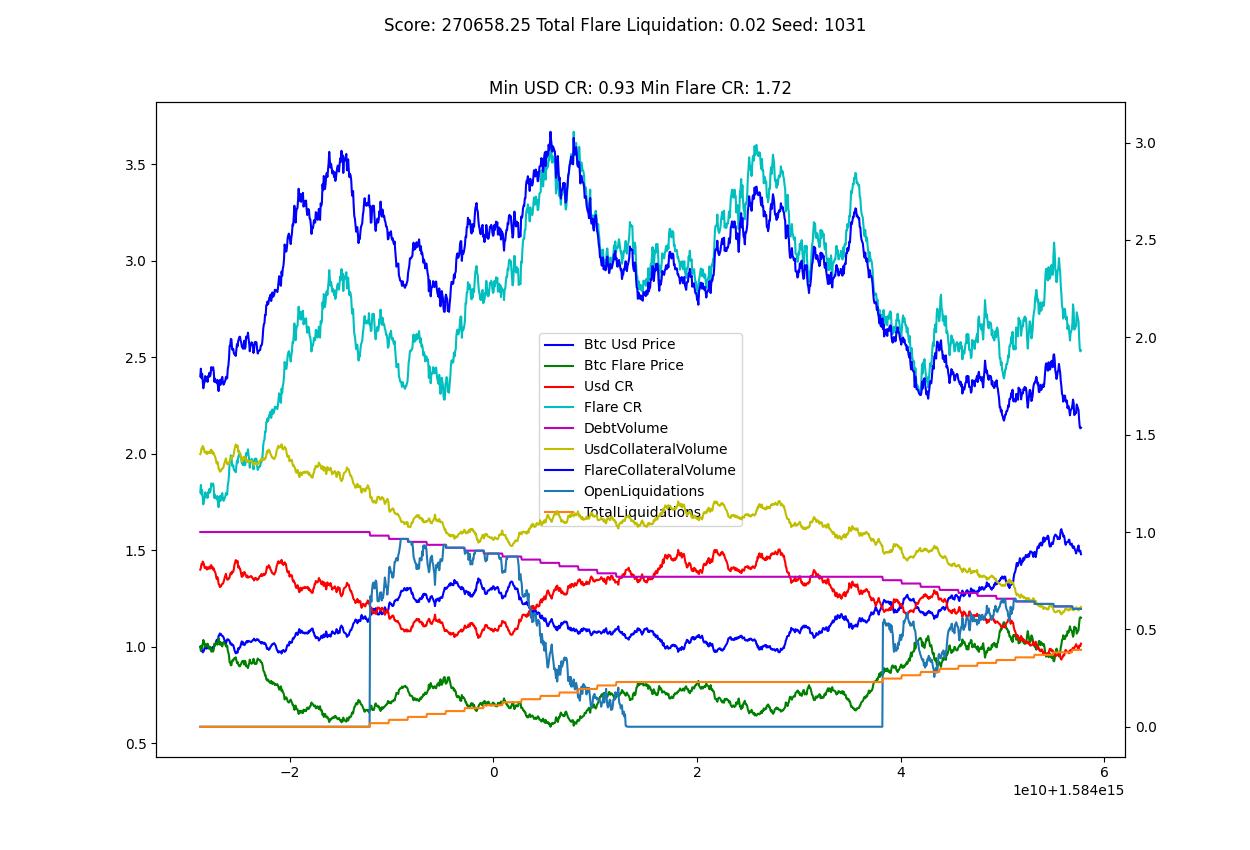 Score: 270658.25 Total Flare Liquidation: 0.02 Seed: 1031
Min USD CR: 0.93 Min Flare CR: 1.72
3.5
3.0
2.5
2.0
1.5
1.0
0.5
3.0
2.5
2.0
1.5
1.0
0.5
0.0
Btc Usd Price
Btc Flare Price
Usd CR
Flare CR
DebtVolume
UsdCollateralVolume
FlareCollateralVolume
OpenLiquidations
TotalLiquidations
−2
0
2
4
6
1e10+1.584e15